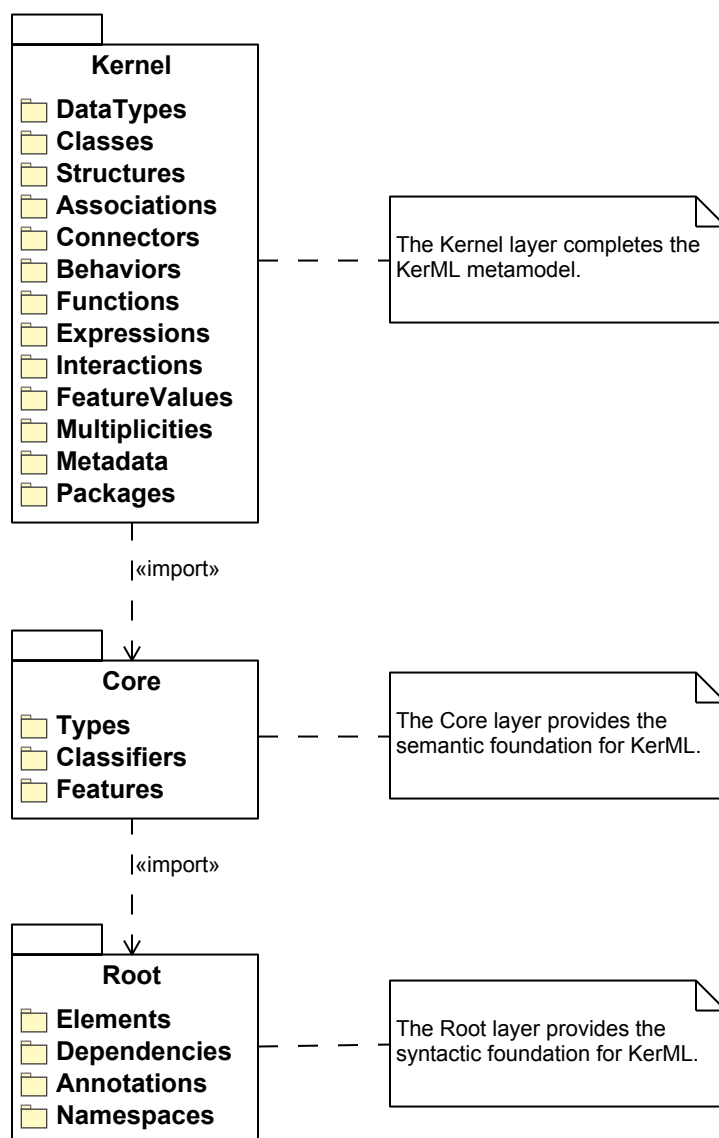 Kernel
DataTypes
Classes
Structures
Associations
Connectors
Behaviors
Functions
Expressions
Interactions
FeatureValues
Multiplicities
Metadata
Packages
The Kernel layer completes the
KerML metamodel.
«import»
Core
Types
Classifiers
Features
The Core layer provides the
semantic foundation for KerML.
«import»
Root
Elements
Dependencies
Annotations
Namespaces
The Root layer provides the
syntactic foundation for KerML.